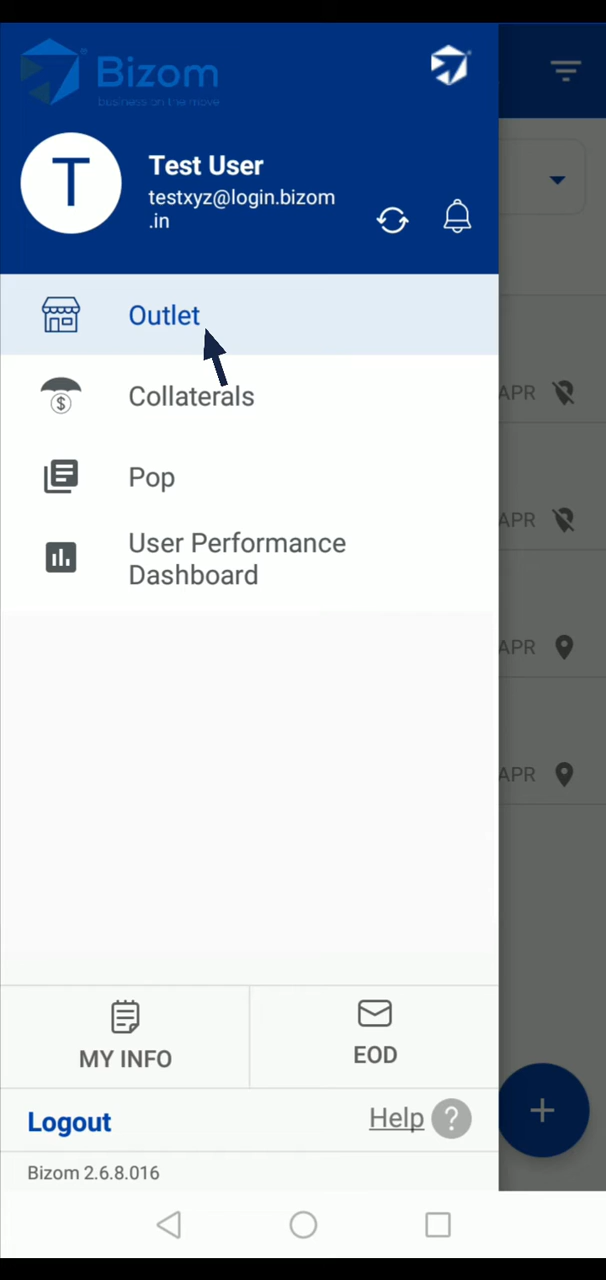 Bizom
business on the move
T
Test User
testxyz@login.bizom
.in
Outlet
Collaterals
APR
Pop
APR
User Performance
Dashboard
APR
APR
MY INFO
EOD
Logout
Help ?
Bizom 2.6.8.016